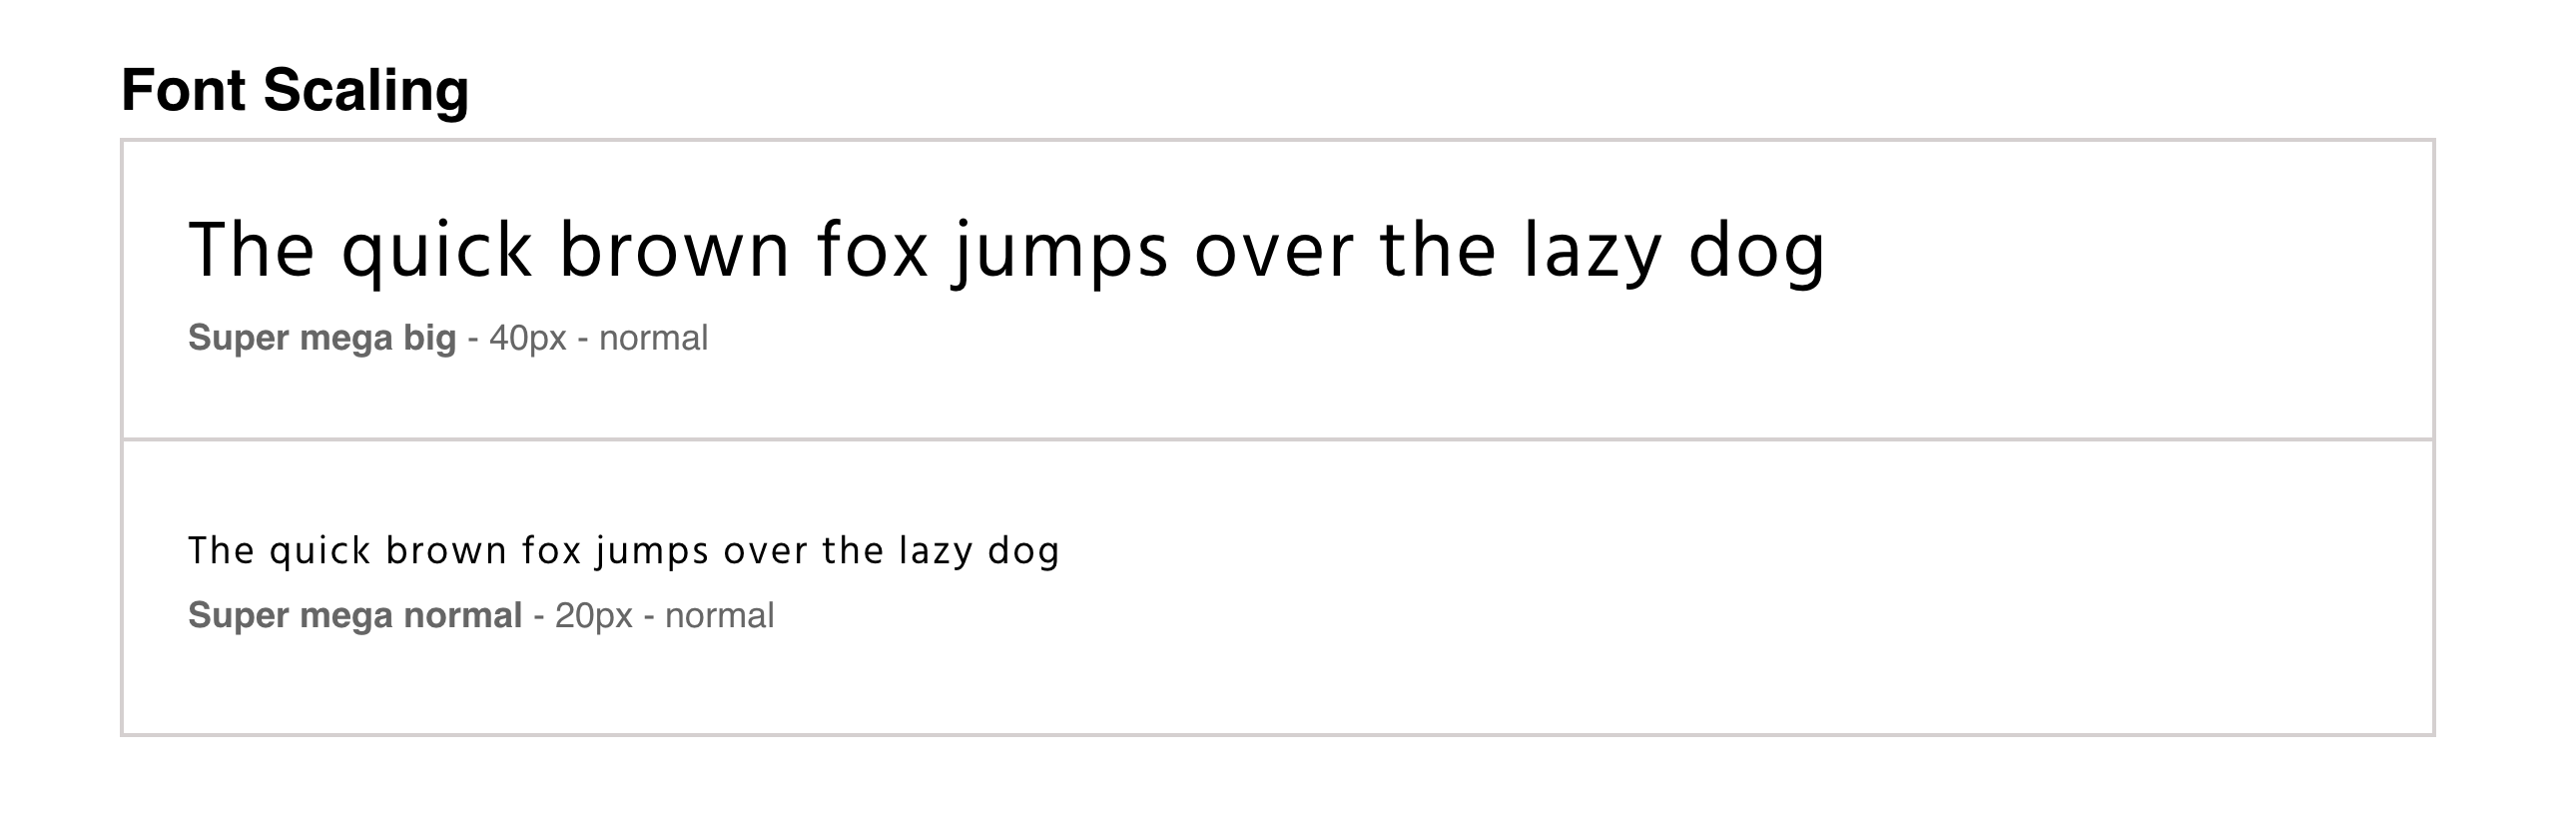 Font Scaling
The quick brown fox jumps over the lazy dog
Super mega big - 40px - normal
The quick brown fox jumps over the lazy dog
Super mega normal - 20px - normal